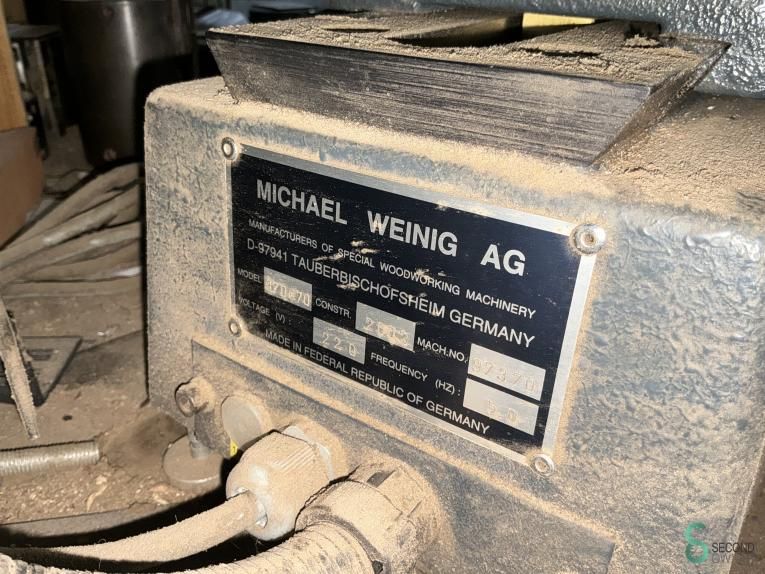 MICHAEL WEINIG AG
MANUFACTURERS OF SPECIAL WOODWORKING MACHINERY
D-97941 TAUBERBISCHOFSHEIM GERMANY
MODEL CONSTR. MACH.NO.
VOLTAGE (V): 220 FREQUENCY (HZ):
MADE IN FEDERAL REPUBLIC OF GERMANY
SECOND